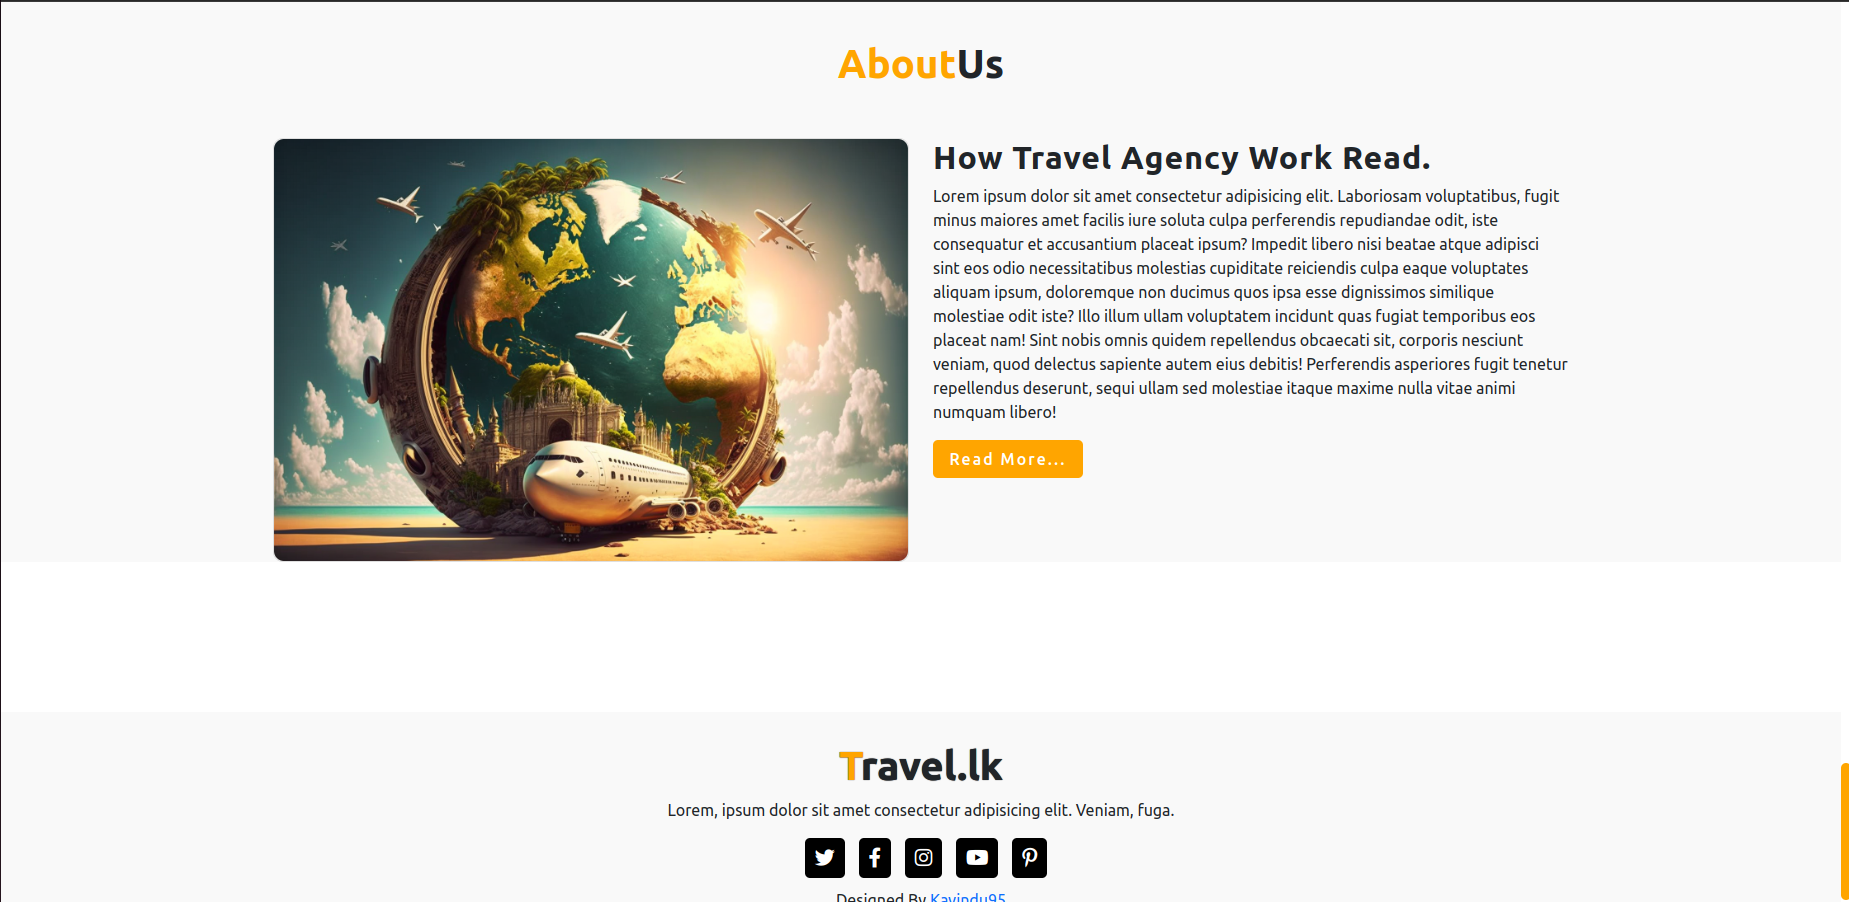 AboutUs
How Travel Agency Work Read.
Lorem ipsum dolor sit amet consectetur adipisicing elit. Laboriosam voluptatibus, fugit
minus maiores amet facilis iure soluta culpa perferendis repudiandae odit, iste
consequatur et accusantium placeat ipsum? Impedit libero nisi beatae atque adipisci
sint eos odio necessitatibus molestias cupiditate reiciendis culpa eaque voluptates
aliquam ipsum, doloremque non ducimus quos ipsa esse dignissimos similique
molestiae odit iste? Illo illum ullam voluptatem incidunt quas fugiat temporibus eos
placeat nam! Sint nobis omnis quidem repellendus obcaecati sit, corporis nesciunt
veniam, quod delectus sapiente autem eius debitis! Perferendis asperiores fugit tenetur
repellendus deserunt, sequi ullam sed molestiae itaque maxime nulla vitae animi
numquam libero!
Read More...
Travel.lk
Lorem, ipsum dolor sit amet consectetur adipisicing elit. Veniam, fuga.
Designed By Kavindu95